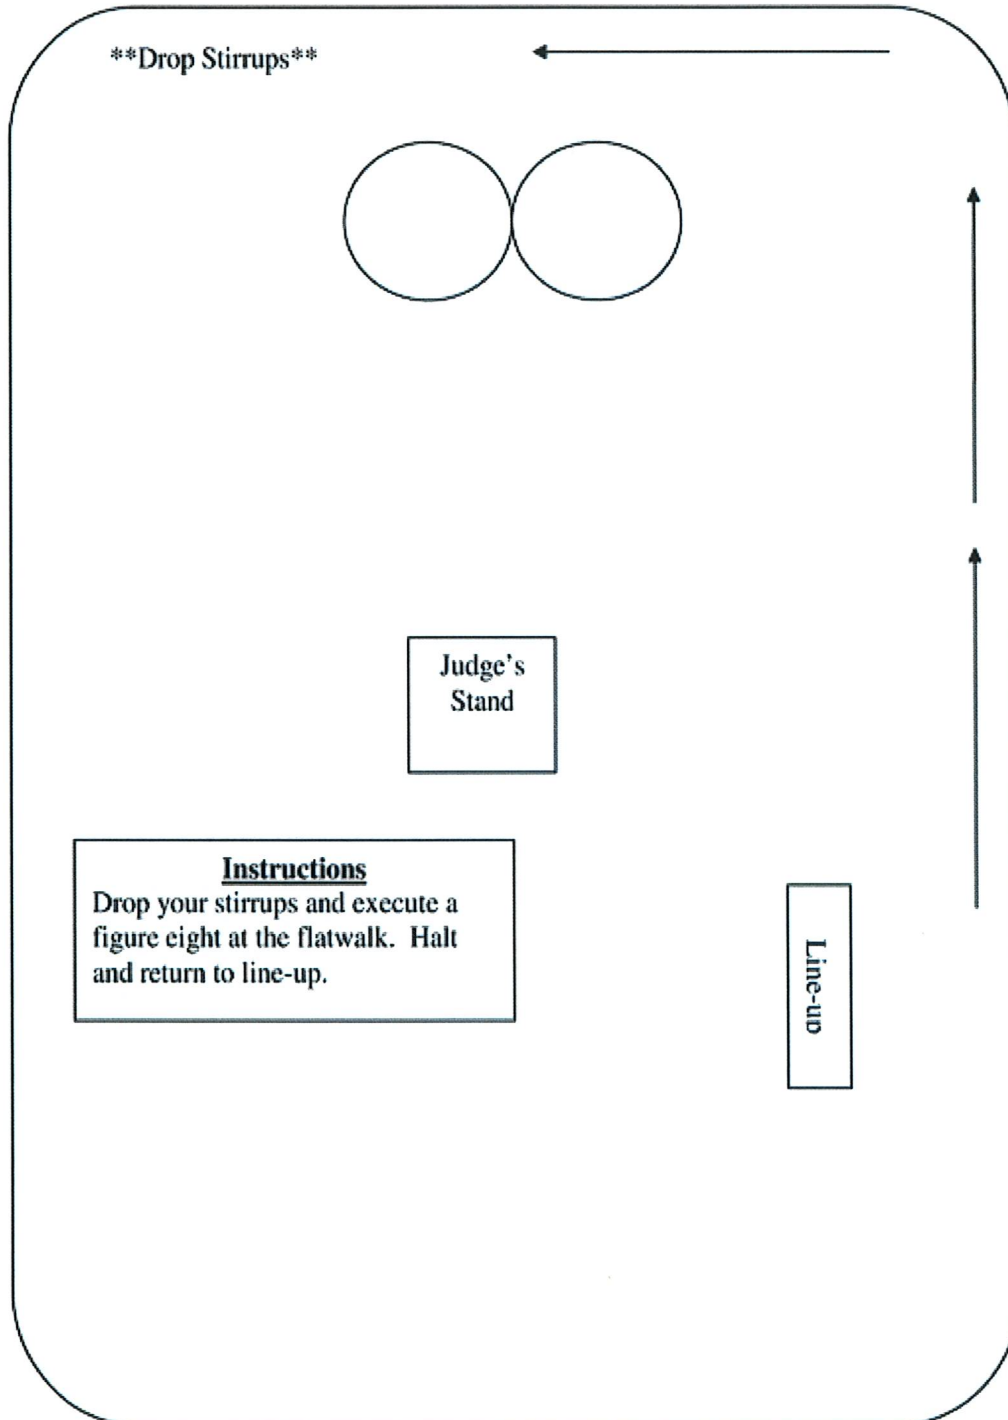 **Drop Stirrups**
Judge's
Stand
Instructions
Drop your stirrups and execute a
figure eight at the flatwalk.  Halt
and return to line-up.
Line-up